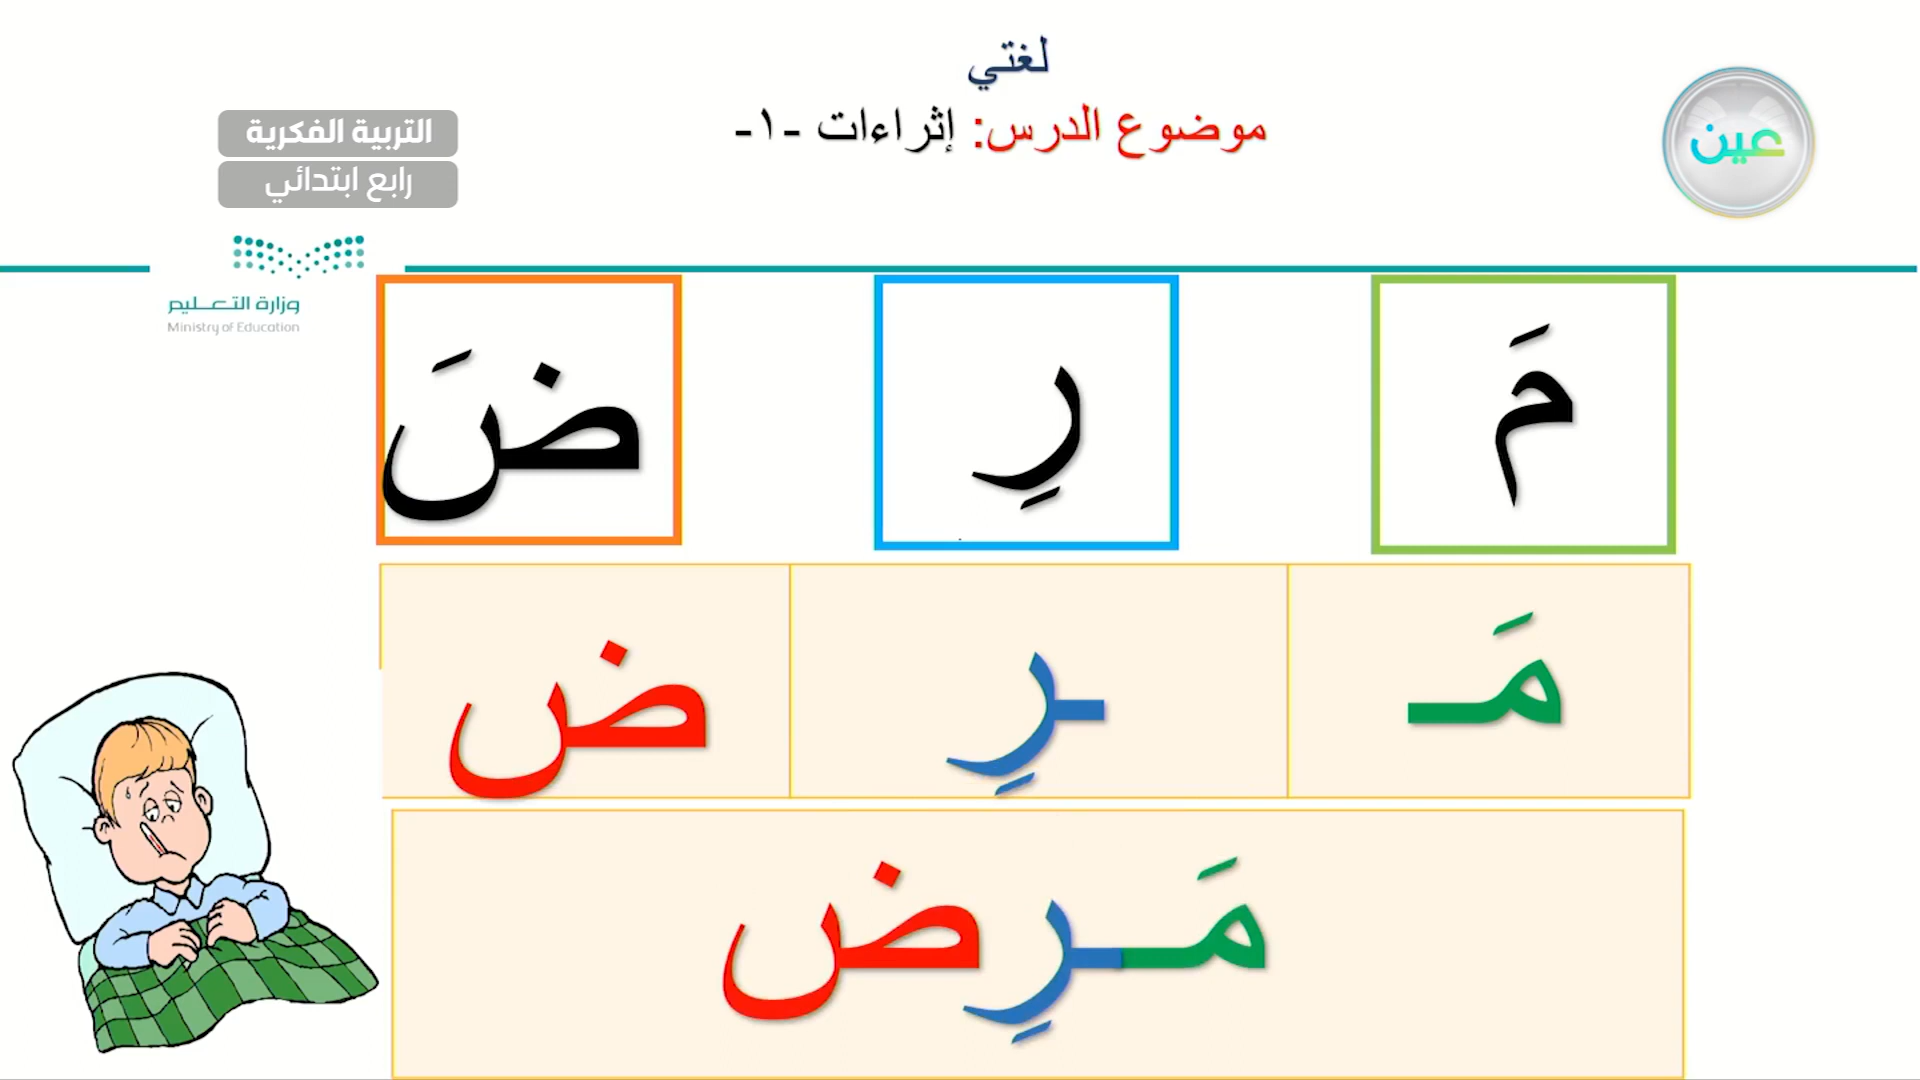 لغتي
موضوع الدرس: إثراءات -١-
عين
التربية الفكرية
رابع ابتدائي
وزارة التعليم
Ministry of Education
مَ رِ ضَ
مَـ ـرِ ض
مَـرِض